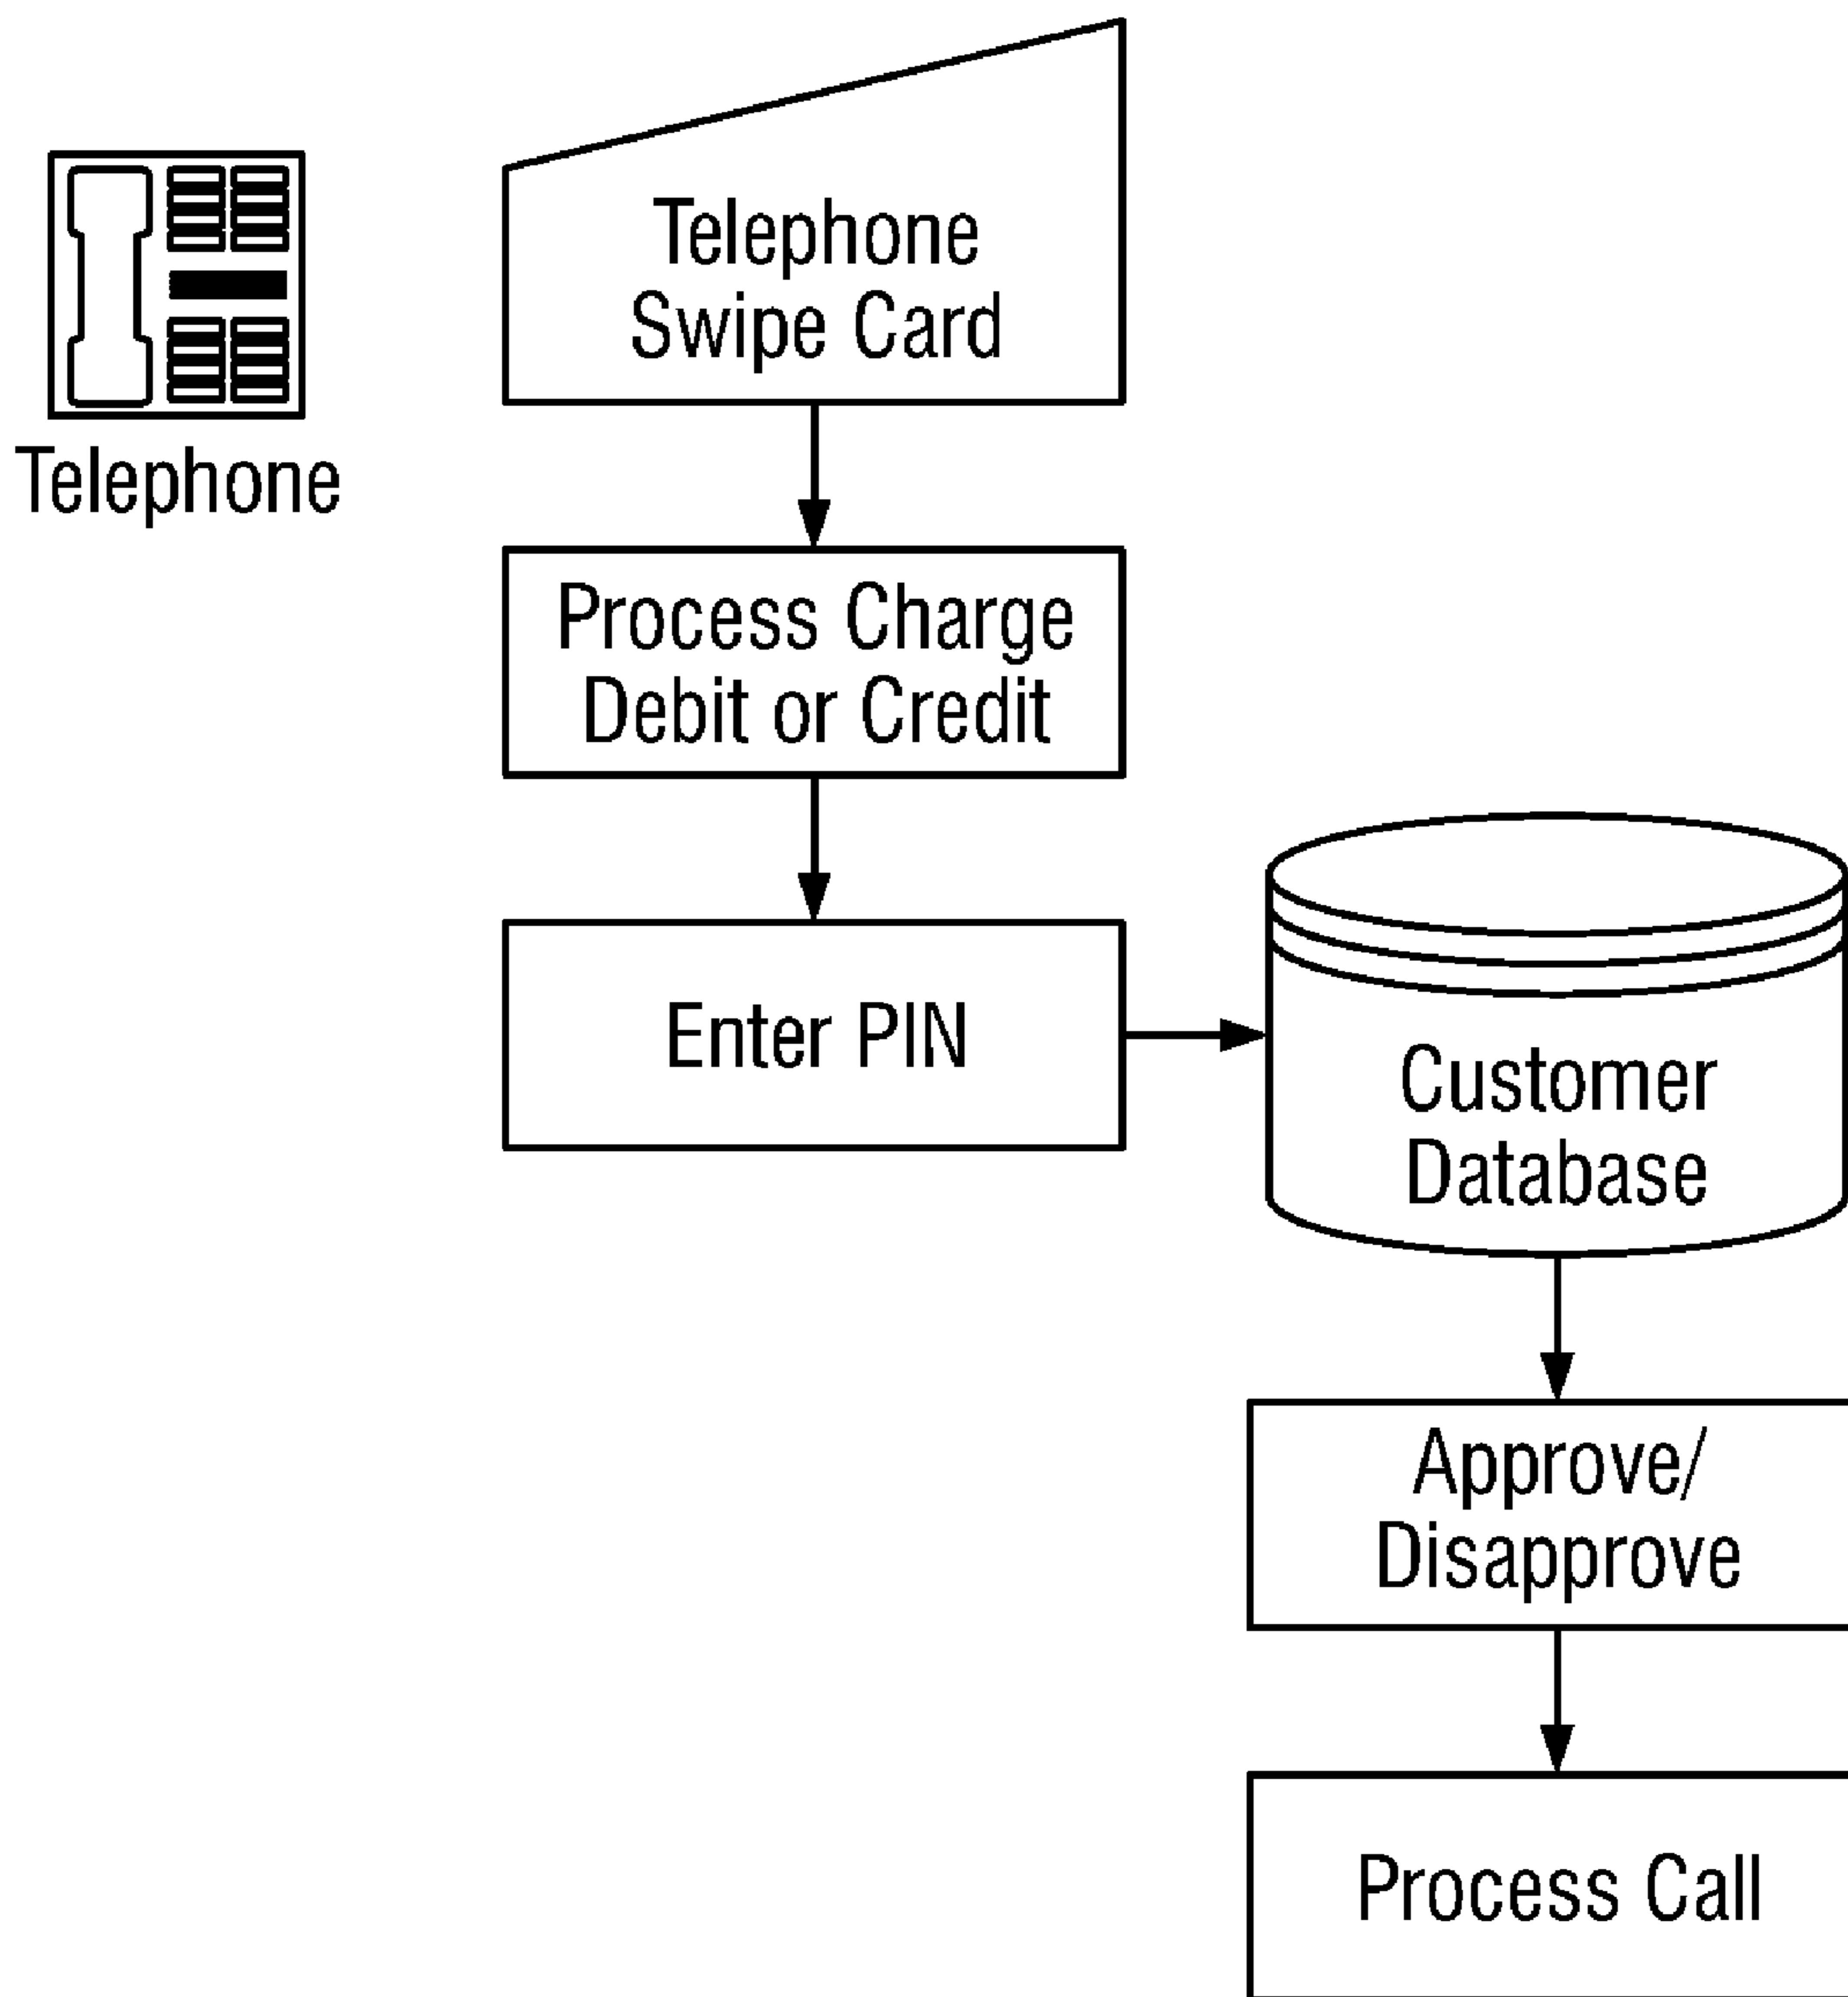 Telephone
Swipe Card
Telephone
Process Charge
Debit or Credit
Enter PIN
Customer
Database
Approve/
Disapprove
Process Call